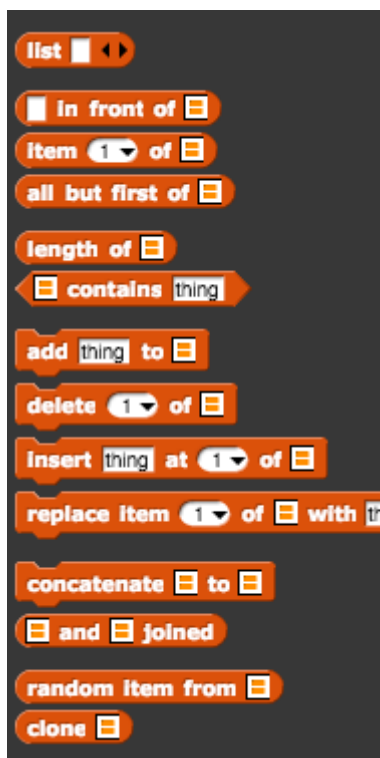 list
in front of
item 1 of
all but first of
length of
contains thing
add thing to
delete 1 of
insert thing at 1 of
replace item 1 of with
concatenate to
and joined
random item from
clone